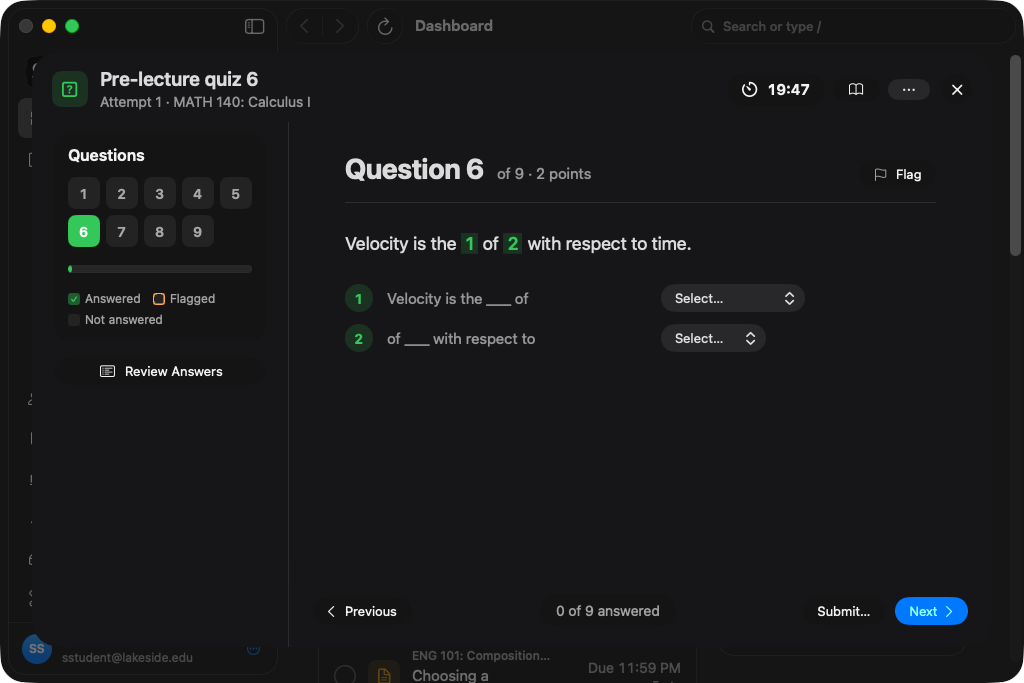 Dashboard
Search or type /
Pre-lecture quiz 6
Attempt 1 · MATH 140: Calculus I
19:47
Questions
1 2 3 4 5
6 7 8 9
Answered Flagged
Not answered
Review Answers
Question 6 of 9 · 2 points
Flag
Velocity is the 1 of 2 with respect to time.
1 Velocity is the ___ of Select...
2 of ___ with respect to Select...
Previous
0 of 9 answered
Submit...
Next
SS
sstudent@lakeside.edu
ENG 101: Composition...
Choosing a
Due 11:59 PM